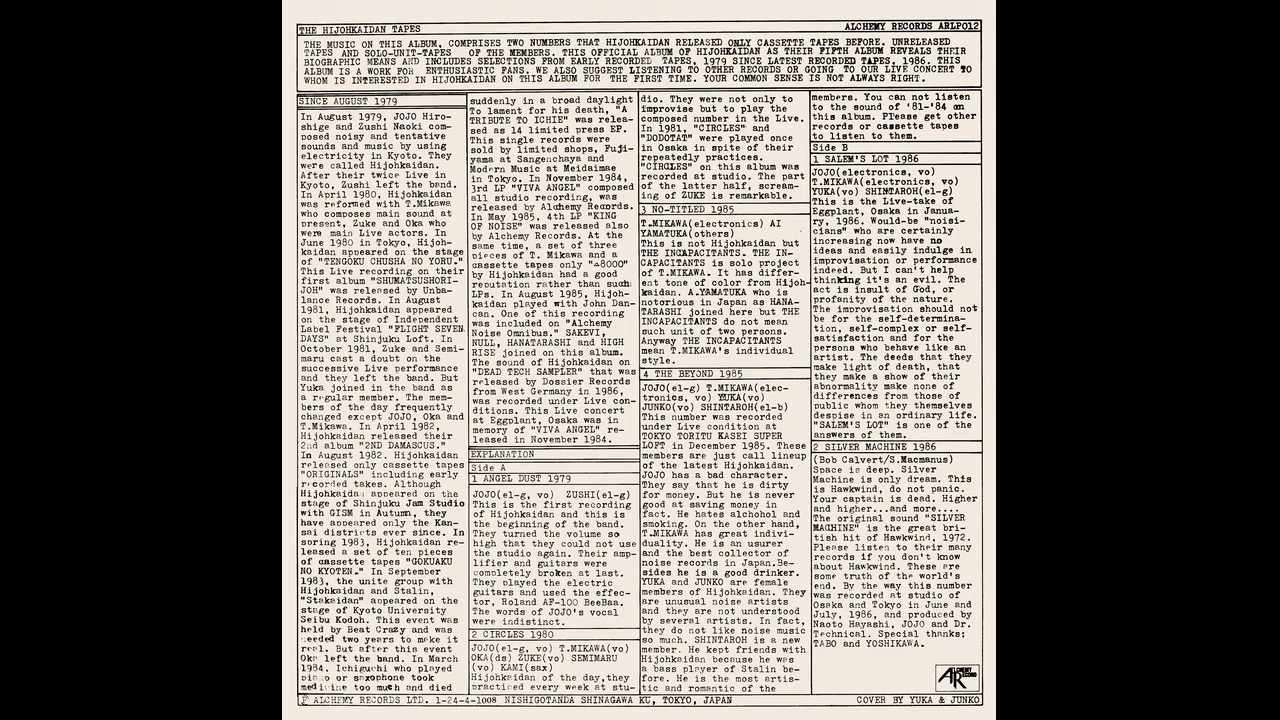 THE HIJOHKAIDAN TAPES
ALCHEMY RECORDS ARLP012
THE MUSIC ON THIS ALBUM, COMPRISES TWO NUMBERS THAT HIJOHKAIDAN RELEASED ONLY CASSETTE TAPES BEFORE, UNRELEASED
TAPES AND SOLO-UNIT-TAPES OF THE MEMBERS. THIS OFFICIAL ALBUM OF HIJOHKAIDAN AS THEIR FIFTH ALBUM REVEALS THEIR
BIOGRAPHIC MEANS AND INCLUDES SELECTIONS FROM EARLY RECORDED TAPES, 1979 SINCE LATEST RECORDED TAPES, 1986. THIS
ALBUM IS A WORK FOR ENTHUSIASTIC FANS. WE ALSO SUGGEST LISTENING TO OTHER RECORDS OR GOING TO OUR LIVE CONCERT TO
WHOM IS INTERESTED IN HIJOHKAIDAN ON THIS ALBUM FOR THE FIRST TIME. YOUR COMMON SENSE IS NOT ALWAYS RIGHT.
SINCE AUGUST 1979
In August 1979, JOJO Hiro-
shige and Zushi Naoki com-
posed noisy and tentative
sounds and music by using
electricity in Kyoto. They
were called Hijohkaidan.
After their twice Live in
Kyoto, Zushi left the band.
In April 1980, Hijohkaidan
was reformed with T.Mikawa
who composes main sound at
present, Zuke and Oka who
were main Live actors. In
June 1980 in Tokyo, Hijoh-
kaidan appeared on the stage
of "TENGOKU CHUSHA NO YORU."
This Live recording on their
first album "SHUMATSUSHORI-
JOH" was released by Unba-
lance Records. In August
1981, Hijohkaidan appeared
on the stage of Independent
Label Festival "FLIGHT SEVEN
DAYS" at Shinjuku Loft. In
October 1981, Zuke and Semi-
maru cast a doubt on the
successive Live performance
and they left the band. But
Yuka joined in the band as
a regular member. The mem-
bers of the day frequently
changed except JOJO, Oka and
T.Mikawa. In April 1982,
Hijohkaidan released their
2nd album "2ND DAMASCUS."
In August 1982, Hijohkaidan
released only cassette tapes
"ORIGINALS" including early
recorded takes. Although
Hijohkaidan appeared on the
stage of Shinjuku Jam Studio
with GISM in Autumn, they
have appeared only the Kan-
sai districts ever since. In
spring 1983, Hijohkaidan re-
leased a set of ten pieces
of cassette tapes "GOKUAKU
NO KYOTEN." In September
1983, the unite group with
Hijohkaidan and Stalin,
"Stakaidan" appeared on the
stage of Kyoto University
Seibu Kodoh. This event was
held by Beat Crazy and was
needed two years to make it
real. But after this event
Oka left the band. In March
1984, Ichiguchi who played
piano or saxophone took
medicine too much and died
suddenly in a broad daylight
To lament for his death, "A
TRIBUTE TO ICHIE" was relea-
sed as 14 limited press EP.
This single records were
sold by limited shops, Fuji-
yama at Sangenchaya and
Modern Music at Meidaimae
in Tokyo. In November 1984,
3rd LP "VIVA ANGEL" composed
all studio recording, was
released by Alchemy Records.
In May 1985, 4th LP "KING
OF NOISE" was released also
by Alchemy Records. At the
same time, a set of three
pieces of T. Mikawa and a
cassette tapes only "-48000"
by Hijohkaidan had a good
reputation rather than such
LPs. In August 1985, Hijoh-
kaidan played with John Dun-
can. One of this recording
was included on "Alchemy
Noise Omnibus." SAKEVI,
NULL, HANATARASHI and HIGH
RISE joined on this album.
The sound of Hijohkaidan on
"DEAD TECH SAMPLER" that was
released by Dossier Records
from West Germany in 1986,
was recorded under Live con-
ditions. This Live concert
at Eggplant, Osaka was in
memory of "VIVA ANGEL" re-
leased in November 1984.
EXPLANATION
Side A
1 ANGEL DUST 1979
JOJO(el-g, vo) ZUSHI(el-g)
This is the first recording
of Hijohkaidan and this is
the beginning of the band.
They turned the volume so
high that they could not use
the studio again. Their amp-
lifier and guitars were
completely broken at last.
They played the electric
guitars and used the effec-
tor, Roland AF-100 BeeBaa.
The words of JOJO's vocal
were indistinct.
2 CIRCLES 1980
JOJO(el-g, vo) T.MIKAWA(vo)
OKA(ds) ZUKE(vo) SEMIMARU
(vo) KAMI(sax)
Hijohkaidan of the day,they
practiced every week at stu-
dio. They were not only to
improvise but to play the
composed number in the Live.
In 1981, "CIRCLES" and
"DODOTAT" were played once
in Osaka in spite of their
repeatedly practices.
"CIRCLES" on this album was
recorded at studio. The part
of the latter half, scream-
ing of ZUKE is remarkable.
3 NO-TITLED 1985
T.MIKAWA(electronics) AI
YAMATUKA(others)
This is not Hijohkaidan but
THE INCAPACITANTS. THE IN-
CAPACITANTS is solo project
of T.MIKAWA. It has differ-
ent tone of color from Hijoh-
kaidan. A.YAMATUKA who is
notorious in Japan as HANA-
TARASHI joined here but THE
INCAPACITANTS do not mean
such unit of two persons.
Anyway THE INCAPACITANTS
mean T.MIKAWA's individual
style.
4 THE BEYOND 1985
JOJO(el-g) T.MIKAWA(elec-
tronics, vo) YUKA(vo)
JUNKO(vo) SHINTAROH(el-b)
This number was recorded
under Live condition at
TOKYO TORITU KASEI SUPER
LOFT in December 1985. These
members are just call lineup
of the latest Hijohkaidan.
JOJO has a bad character.
They say that he is dirty
for money. But he is never
good at saving money in
fact. He hates alchohol and
smoking. On the other hand,
T.MIKAWA has great indivi-
duality. He is an usurer
and the best collector of
noise records in Japan.Be-
sides he is a good drinker.
YUKA and JUNKO are female
members of Hijohkaidan. They
are unusual noise artists
and they are not understood
by several artists. In fact,
they do not like noise music
so much. SHINTAROH is a new
member. He kept friends with
Hijohkaidan because he was
a bass player of Stalin be-
fore. He is the most artis-
tic and romantic of the
members. You can not listen
to the sound of '81-'84 on
this album. Please get other
records or cassette tapes
to listen to them.
Side B
1 SALEM'S LOT 1986
JOJO(electronics, vo)
T.MIKAWA(electronics, vo)
YUKA(vo) SHINTAROH(el-g)
This is the Live-take of
Eggplant, Osaka in Janua-
ry, 1986. Would-be "noisi-
cians" who are certainly
increasing now have no
ideas and easily indulge in
improvisation or performance
indeed. But I can't help
thinking it's an evil. The
act is insult of God, or
profanity of the nature.
The improvisation should not
be for the self-determina-
tion, self-complex or self-
satisfaction and for the
persons who behave like an
artist. The deeds that they
make light of death, that
they make a show of their
abnormality make none of
differences from those of
public whom they themselves
despise in an ordinary life.
"SALEM'S LOT" is one of the
answers of them.
2 SILVER MACHINE 1986
(Bob Calvert/S.Macmanus)
Space is deep. Silver
Machine is only dream. This
is Hawkwind, do not panic.
Your captain is dead. Higher
and higher...and more....
The original sound "SILVER
MACHINE" is the great bri-
tish hit of Hawkwind, 1972.
Please listen to their many
records if you don't know
about Hawkwind. These are
some truth of the world's
end. By the way this number
was recorded at studio of
Osaka and Tokyo in June and
July, 1986, and produced by
Naoto Hayashi, JOJO and Dr.
Technical. Special thanks;
TABO and YOSHIKAWA.
ALCHEMY RECORD
Ⓟ ALCHEMY RECORDS LTD. 1-24-4-1008 NISHIGOTANDA SHINAGAWA KU, TOKYO, JAPAN
COVER BY YUKA & JUNKO